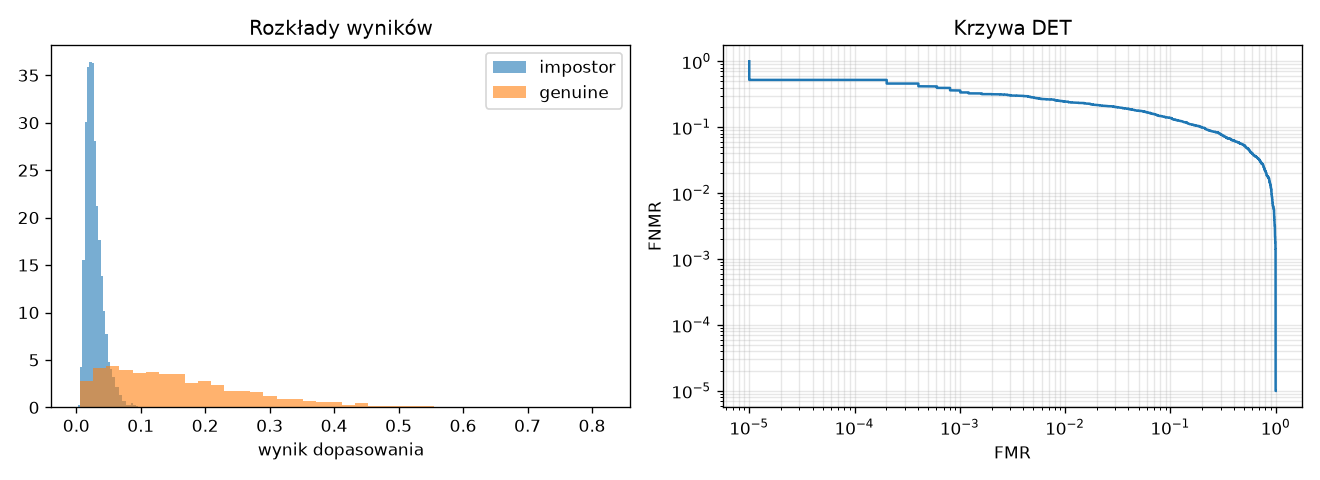 Rozkłady wyników
impostor
genuine
35
30
25
20
15
10
5
0
0.0 0.1 0.2 0.3 0.4 0.5 0.6 0.7 0.8
wynik dopasowania
Krzywa DET
10⁰
10⁻¹
10⁻²
10⁻³
10⁻⁴
10⁻⁵
FNMR
10⁻⁵ 10⁻⁴ 10⁻³ 10⁻² 10⁻¹ 10⁰
FMR